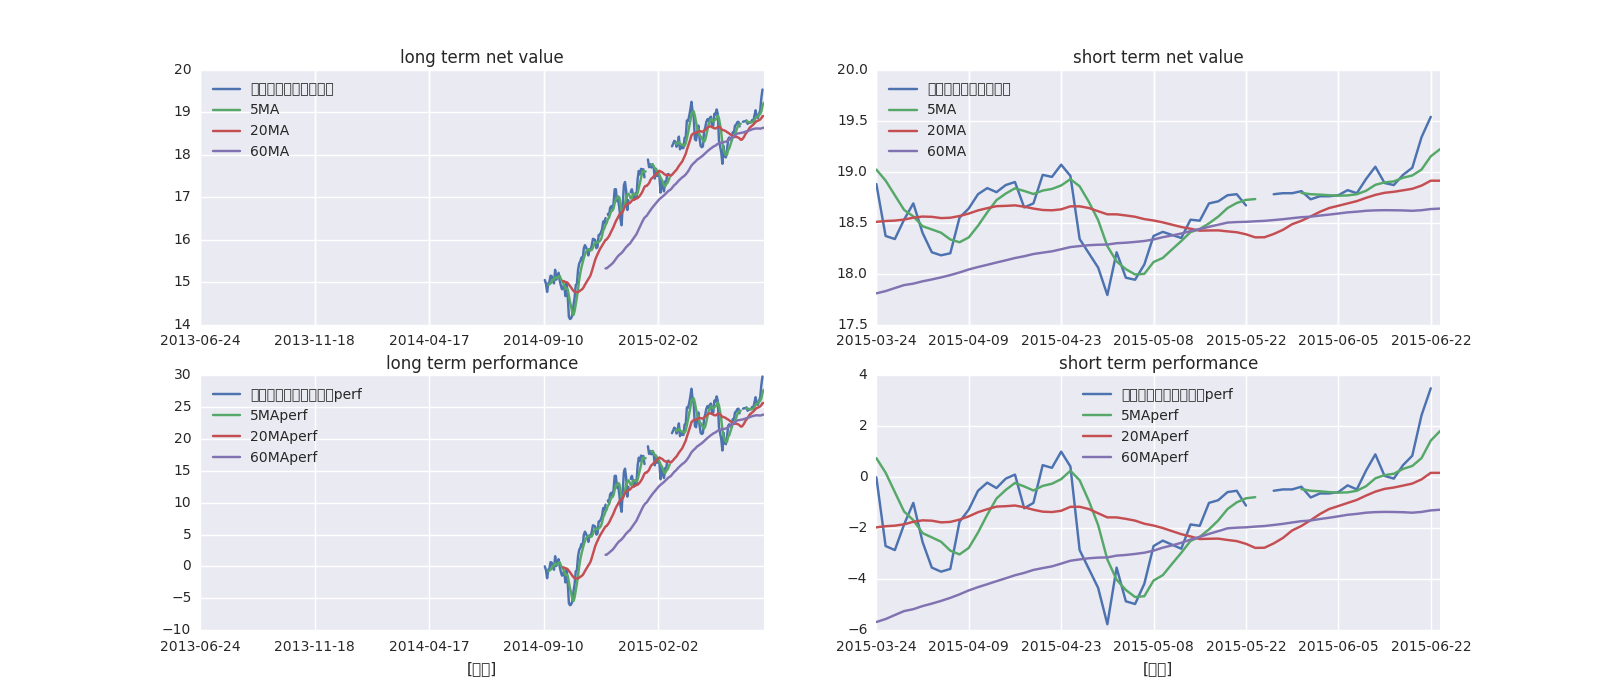 long term net value
20
19
18
17
16
15
14
5MA
20MA
60MA
2013-06-24 2013-11-18 2014-04-17 2014-09-10 2015-02-02
short term net value
20.0
19.5
19.0
18.5
18.0
17.5
5MA
20MA
60MA
2015-03-24 2015-04-09 2015-04-23 2015-05-08 2015-05-22 2015-06-05 2015-06-22
long term performance
30
25
20
15
10
5
0
−5
−10
perf
5MAperf
20MAperf
60MAperf
2013-06-24 2013-11-18 2014-04-17 2014-09-10 2015-02-02
[]
short term performance
4
2
0
−2
−4
−6
perf
5MAperf
20MAperf
60MAperf
2015-03-24 2015-04-09 2015-04-23 2015-05-08 2015-05-22 2015-06-05 2015-06-22
[]